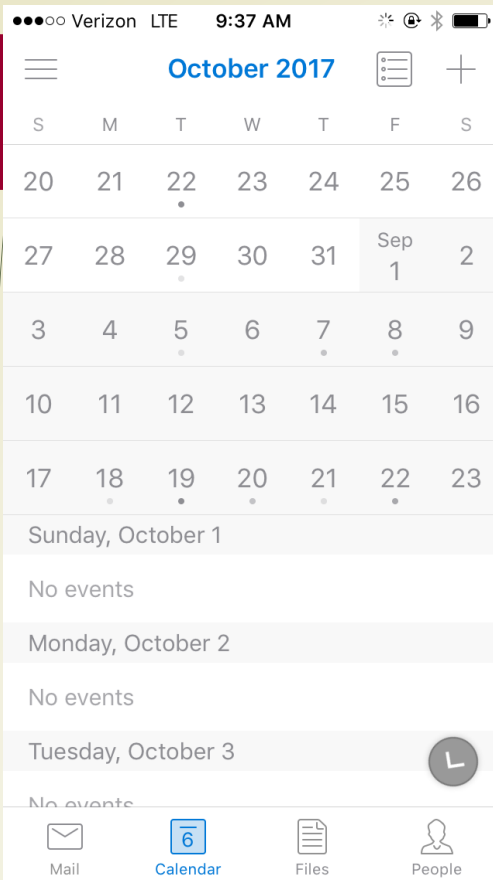 Verizon LTE 9:37 AM
October 2017
S M T W T F S
20 21 22 23 24 25 26
27 28 29 30 31 Sep 1 2
3 4 5 6 7 8 9
10 11 12 13 14 15 16
17 18 19 20 21 22 23
Sunday, October 1
No events
Monday, October 2
No events
Tuesday, October 3
No events
6
Mail Calendar Files People